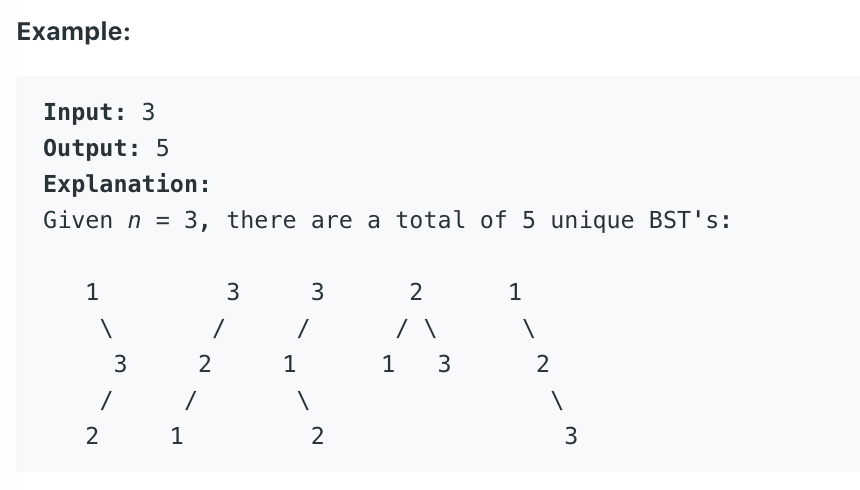 Example:
Input: 3
Output: 5
Explanation:
Given n = 3, there are a total of 5 unique BST's:
   1         3     3      2      1
    \       /     /      / \      \
     3     2     1      1   3      2
    /     /       \                 \
   2     1         2                 3